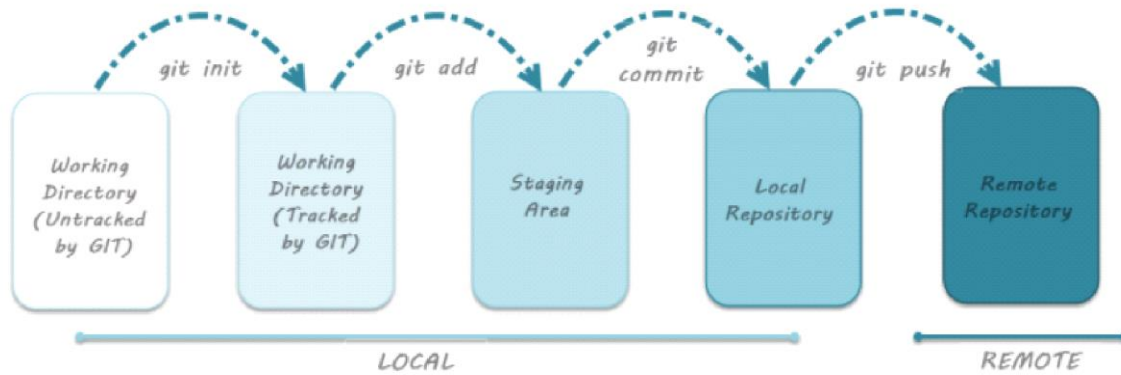 git init
git add
git
commit
git push
Working
Directory
(Untracked
by GIT)
Working
Directory
(Tracked
by GIT)
Staging
Area
Local
Repository
Remote
Repository
LOCAL
REMOTE